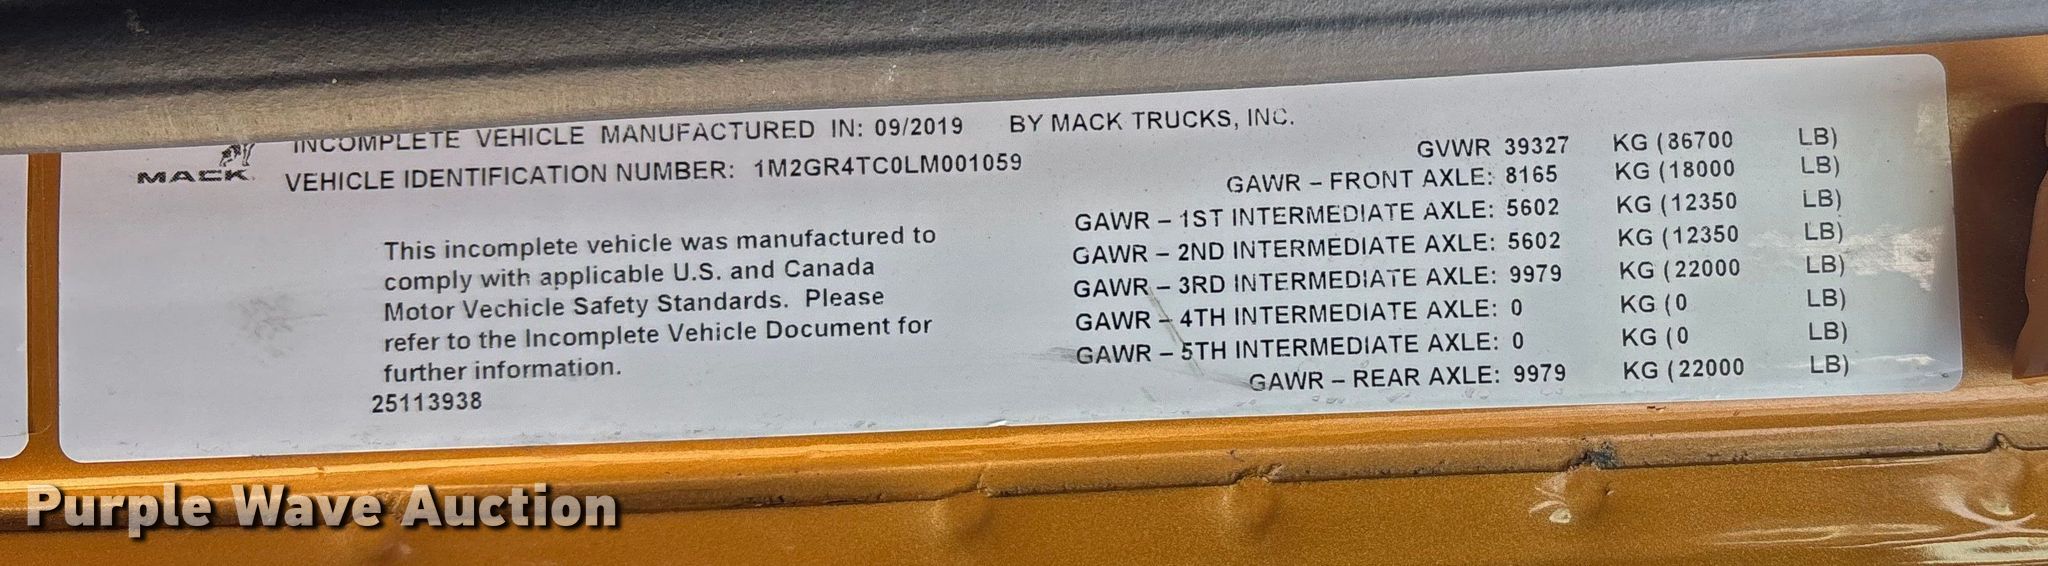 INCOMPLETE VEHICLE MANUFACTURED IN: 09/2019 BY MACK TRUCKS, INC.
MACK VEHICLE IDENTIFICATION NUMBER: 1M2GR4TC0LM001059
GVWR 39327 KG (86700 LB)
GAWR – FRONT AXLE: 8165 KG (18000 LB)
GAWR – 1ST INTERMEDIATE AXLE: 5602 KG (12350 LB)
GAWR – 2ND INTERMEDIATE AXLE: 5602 KG (12350 LB)
GAWR – 3RD INTERMEDIATE AXLE: 9979 KG (22000 LB)
GAWR – 4TH INTERMEDIATE AXLE: 0 KG (0 LB)
GAWR – 5TH INTERMEDIATE AXLE: 0 KG (0 LB)
GAWR – REAR AXLE: 9979 KG (22000 LB)
This incomplete vehicle was manufactured to
comply with applicable U.S. and Canada
Motor Vechicle Safety Standards. Please
refer to the Incomplete Vehicle Document for
further information.
25113938
Purple Wave Auction